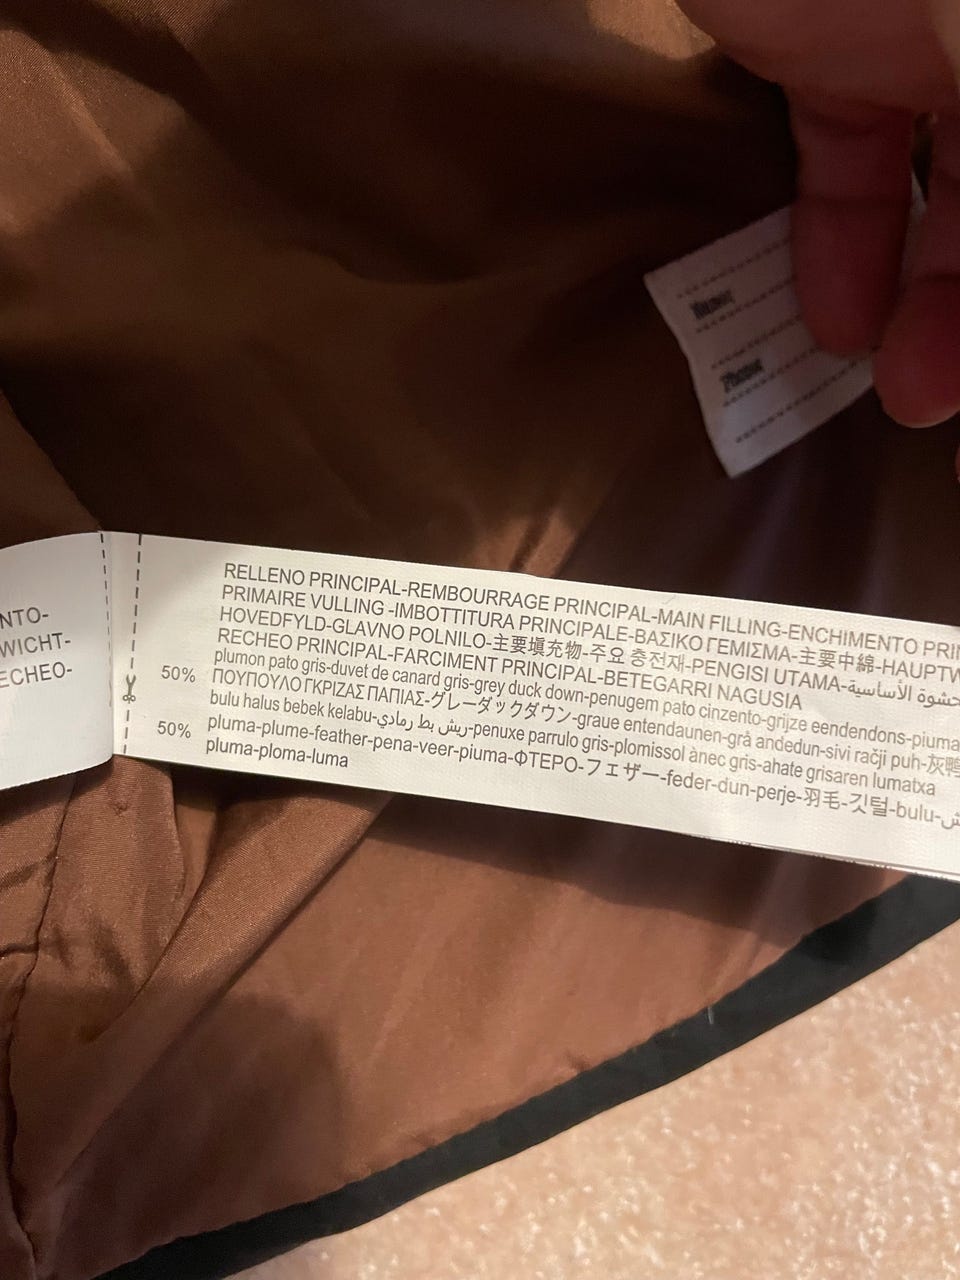 NTO-
WICHT-
ECHEO-
RELLENO PRINCIPAL-REMBOURRAGE PRINCIPAL-MAIN FILLING-ENCHIMENTO PRIN
PRIMAIRE VULLING -IMBOTTITURA PRINCIPALE-ΒΑΣΙΚΟ ΓΕΜΙΣΜΑ-主要中綿-HAUPTW
HOVEDFYLD-GLAVNO POLNILO-主要填充物-주요 충전재-PENGISI UTAMA-حشوة الأساسية
RECHEO PRINCIPAL-FARCIMENT PRINCIPAL-BETEGARRI NAGUSIA
50% plumon pato gris-duvet de canard gris-grey duck down-penugem pato cinzento-grijze eendendons-piuma
ΠΟΥΠΟΥΛΟ ΓΚΡΙΖΑΣ ΠΑΠΙΑΣ-グレーダックダウン-graue entendaunen-grå andedun-sivi račji puh-灰鴨
bulu halus bebek kelabu-ريش بط رمادي-penuxe parrulo gris-plomissol ànec gris-ahate grisaren lumatxa
50% pluma-plume-feather-pena-veer-piuma-ΦΤΕΡΟ-フェザー-feder-dun-perje-羽毛-깃털-bulu-
pluma-ploma-luma